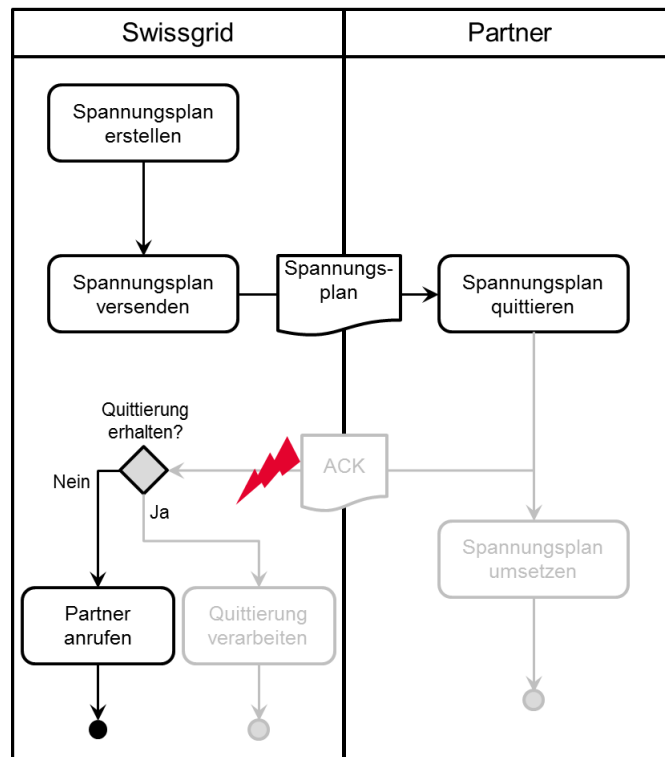 Swissgrid
Partner
Spannungsplan
erstellen
Spannungsplan
versenden
Spannungs-
plan
Spannungsplan
quittieren
Quittierung
erhalten?
ACK
Nein
Ja
Spannungsplan
umsetzen
Partner
anrufen
Quittierung
verarbeiten